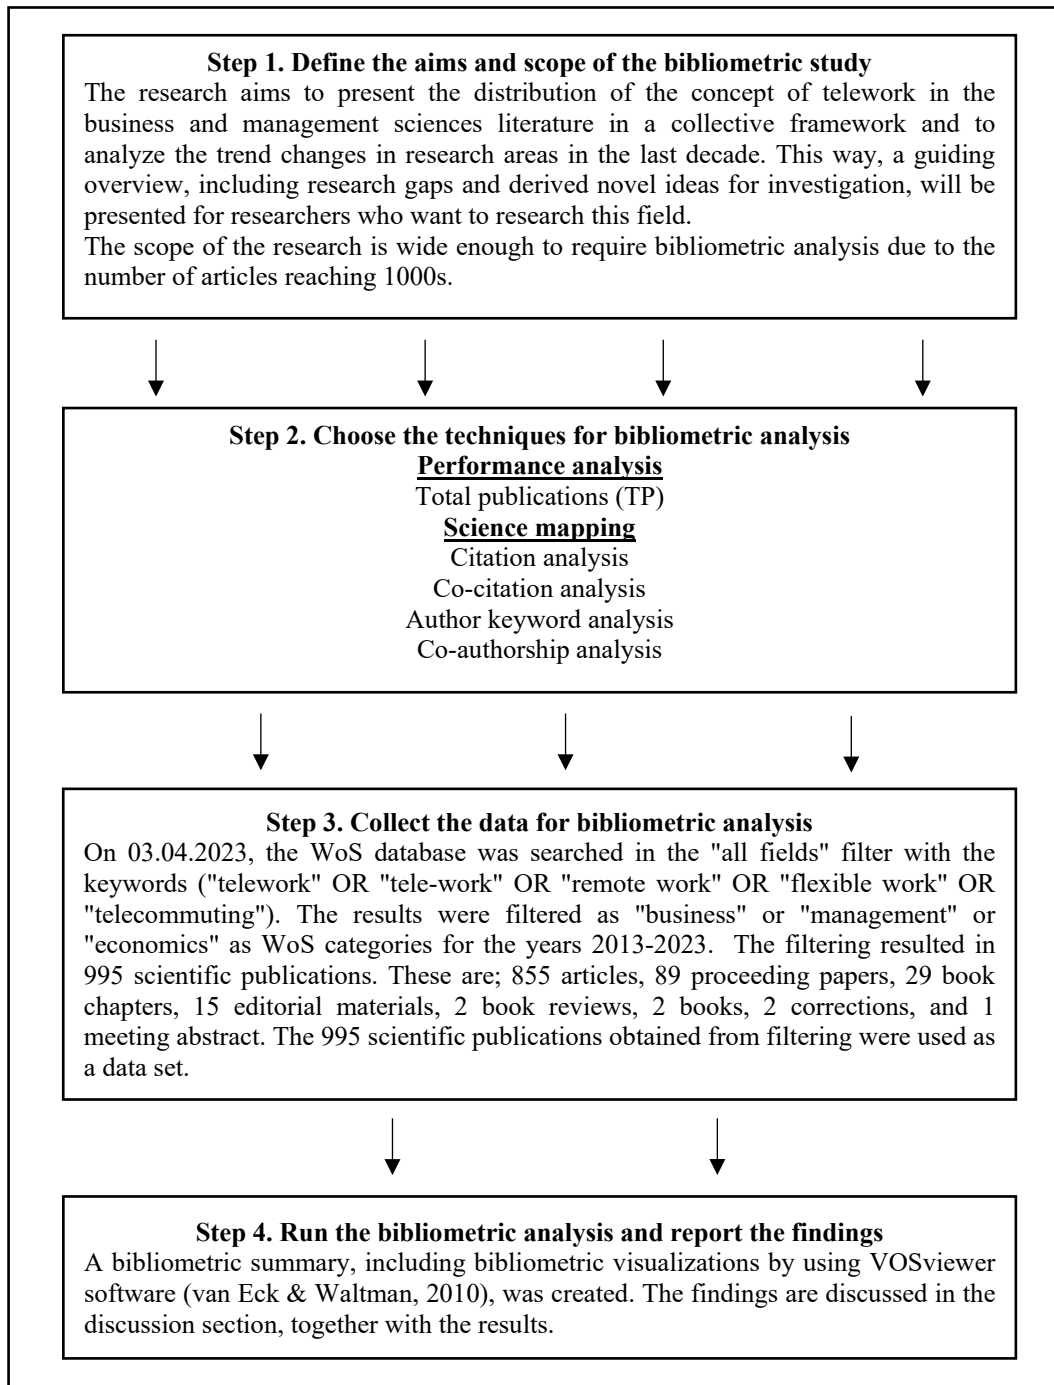 Step 1. Define the aims and scope of the bibliometric study
The research aims to present the distribution of the concept of telework in the
business and management sciences literature in a collective framework and to
analyze the trend changes in research areas in the last decade. This way, a guiding
overview, including research gaps and derived novel ideas for investigation, will be
presented for researchers who want to research this field.
The scope of the research is wide enough to require bibliometric analysis due to the
number of articles reaching 1000s.
Step 2. Choose the techniques for bibliometric analysis
Performance analysis
Total publications (TP)
Science mapping
Citation analysis
Co-citation analysis
Author keyword analysis
Co-authorship analysis
Step 3. Collect the data for bibliometric analysis
On 03.04.2023, the WoS database was searched in the "all fields" filter with the
keywords ("telework" OR "tele-work" OR "remote work" OR "flexible work" OR
"telecommuting"). The results were filtered as "business" or "management" or
"economics" as WoS categories for the years 2013-2023. The filtering resulted in
995 scientific publications. These are; 855 articles, 89 proceeding papers, 29 book
chapters, 15 editorial materials, 2 book reviews, 2 books, 2 corrections, and 1
meeting abstract. The 995 scientific publications obtained from filtering were used as
a data set.
Step 4. Run the bibliometric analysis and report the findings
A bibliometric summary, including bibliometric visualizations by using VOSviewer
software (van Eck & Waltman, 2010), was created. The findings are discussed in the
discussion section, together with the results.